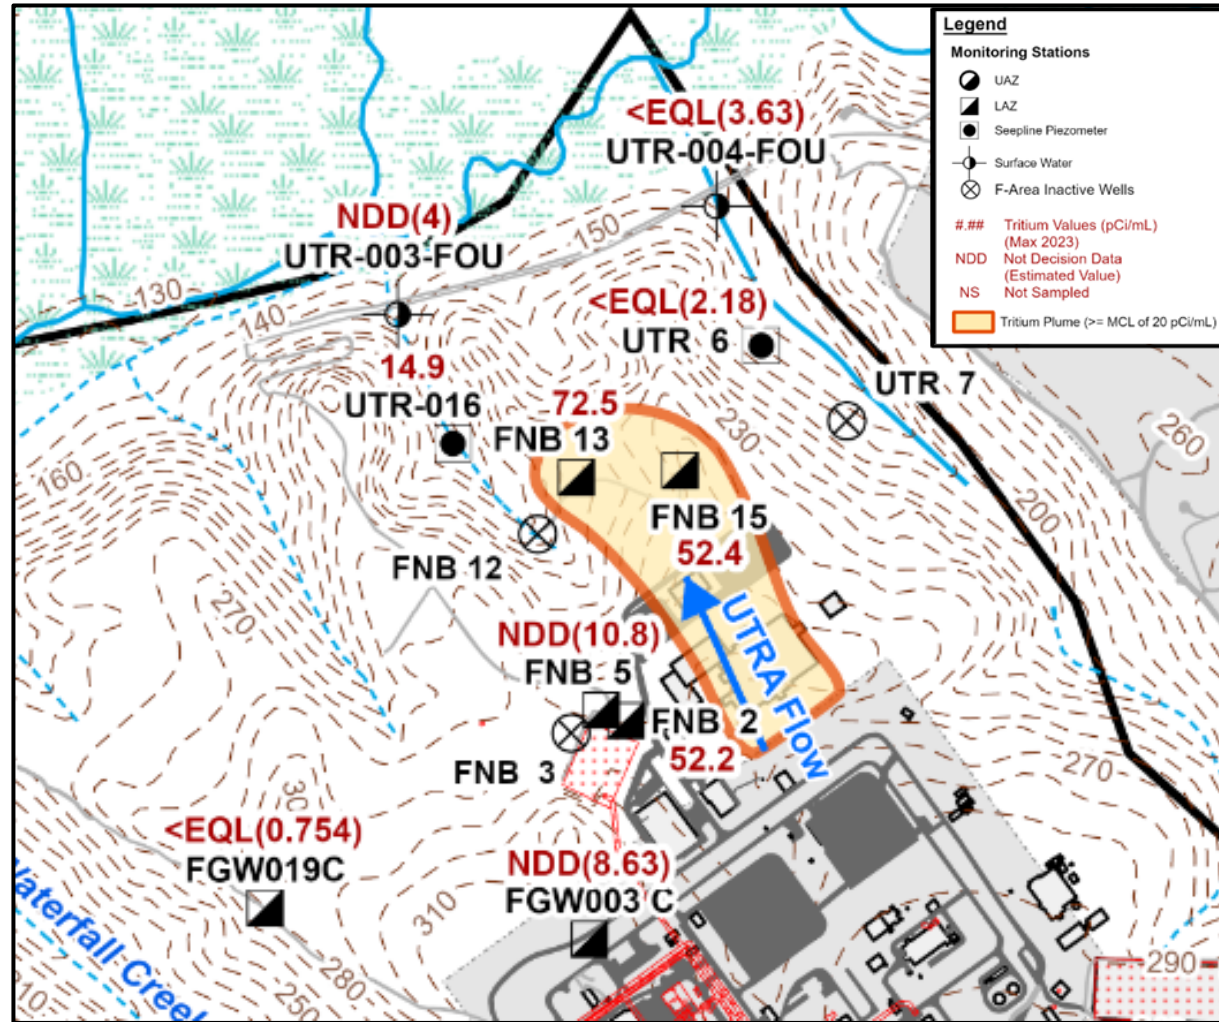 Legend
Monitoring Stations
UAZ
LAZ
Seepline Piezometer
Surface Water
F-Area Inactive Wells
#.## Tritium Values (pCi/mL)
(Max 2023)
NDD Not Decision Data
(Estimated Value)
NS Not Sampled
Tritium Plume (>= MCL of 20 pCi/mL)
<EQL(3.63)
UTR-004-FOU
NDD(4)
UTR-003-FOU
150
130
140
<EQL(2.18)
UTR 6
14.9
UTR-016
UTR 7
72.5
FNB 13
230
260
160
200
FNB 15
52.4
FNB 12
270
UTRA Flow
NDD(10.8)
FNB 5
FNB 2
52.2
FNB 3
270
30
<EQL(0.754)
FGW019C
NDD(8.63)
FGW003 C
310
Waterfall Creek
280
250
290